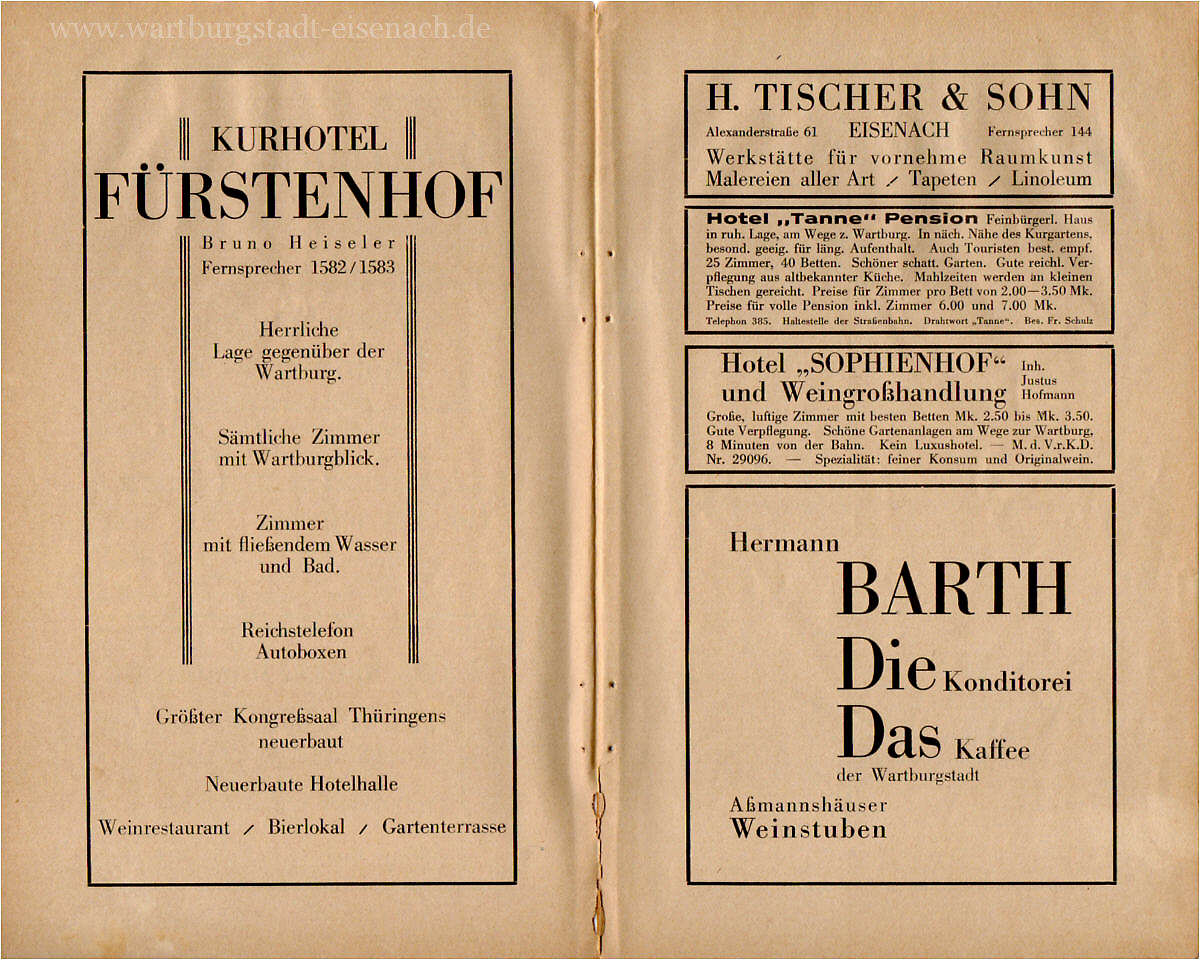 www.wartburgstadt-eisenach.de
KURHOTEL
FÜRSTENHOF
Bruno Heiseler
Fernsprecher 1582/1583
Herrliche
Lage gegenüber der
Wartburg.
Sämtliche Zimmer
mit Wartburgblick.
Zimmer
mit fließendem Wasser
und Bad.
Reichstelefon
Autoboxen
Größter Kongreßsaal Thüringens
neuerbaut
Neuerbaute Hotelhalle
Weinrestaurant / Bierlokal / Gartenterrasse
H. TISCHER & SOHN
Alexanderstraße 61 EISENACH Fernsprecher 144
Werkstätte für vornehme Raumkunst
Malereien aller Art / Tapeten / Linoleum
Hotel „Tanne“ Pension Feinbürgerl. Haus
in ruh. Lage, am Wege z. Wartburg. In näch. Nähe des Kurgartens,
besond. geeig. für läng. Aufenthalt. Auch Touristen best. empf.
25 Zimmer, 40 Betten. Schöner schatt. Garten. Gute reichl. Ver-
pflegung aus altbekannter Küche. Mahlzeiten werden an kleinen
Tischen gereicht. Preise für Zimmer pro Bett von 2.00—3.50 Mk.
Preise für volle Pension inkl. Zimmer 6.00 und 7.00 Mk.
Telephon 385. Haltestelle der Straßenbahn. Drahtwort „Tanne“. Bes. Fr. Schulz
Hotel „SOPHIENHOF“
und Weingroßhandlung
Inh.
Justus
Hofmann
Große, luftige Zimmer mit besten Betten Mk. 2.50 bis Mk. 3.50.
Gute Verpflegung. Schöne Gartenanlagen am Wege zur Wartburg,
8 Minuten von der Bahn. Kein Luxushotel. — M. d. V.r.K.D.
Nr. 29096. — Spezialität: feiner Konsum und Originalwein.
Hermann
BARTH
Die Konditorei
Das Kaffee
der Wartburgstadt
Aßmannshäuser
Weinstuben